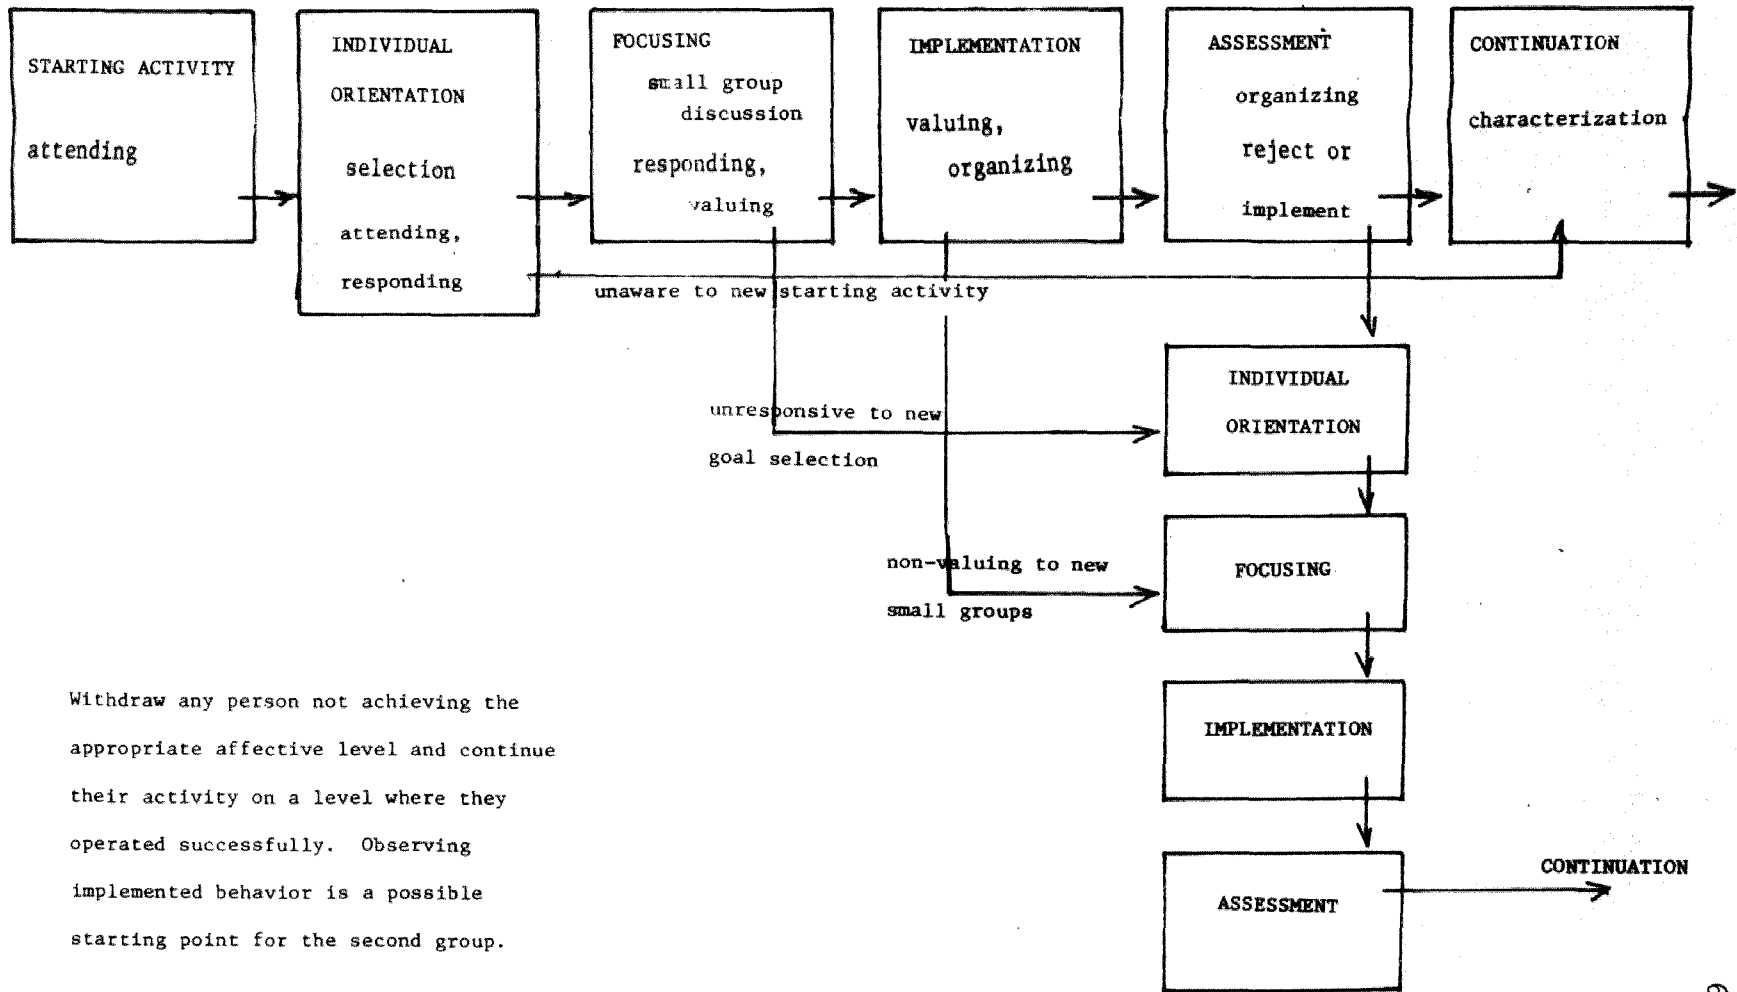 STARTING ACTIVITY
attending
INDIVIDUAL
ORIENTATION
selection
attending,
responding
FOCUSING
small group
discussion
responding,
valuing
IMPLEMENTATION
valuing,
organizing
ASSESSMENT
organizing
reject or
implement
CONTINUATION
characterization
unaware to new starting activity
unresponsive to new
goal selection
non-valuing to new
small groups
INDIVIDUAL
ORIENTATION
FOCUSING
IMPLEMENTATION
ASSESSMENT
CONTINUATION
Withdraw any person not achieving the
appropriate affective level and continue
their activity on a level where they
operated successfully. Observing
implemented behavior is a possible
starting point for the second group.